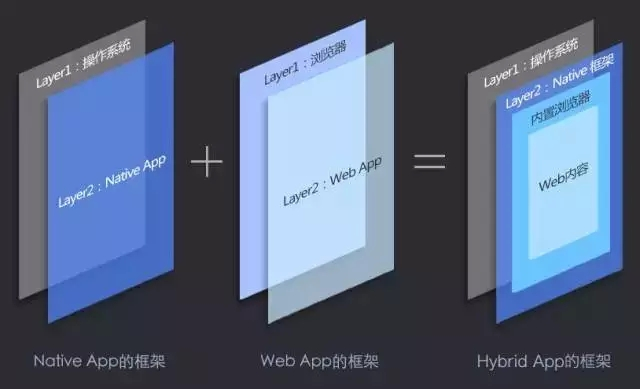 Layer1：操作系统
Layer2：Native App
Native App的框架
+
Layer1：浏览器
Layer2：Web App
Web App的框架
=
Layer1：操作系统
Layer2：Native 框架
内置浏览器
Web内容
Hybrid App的框架